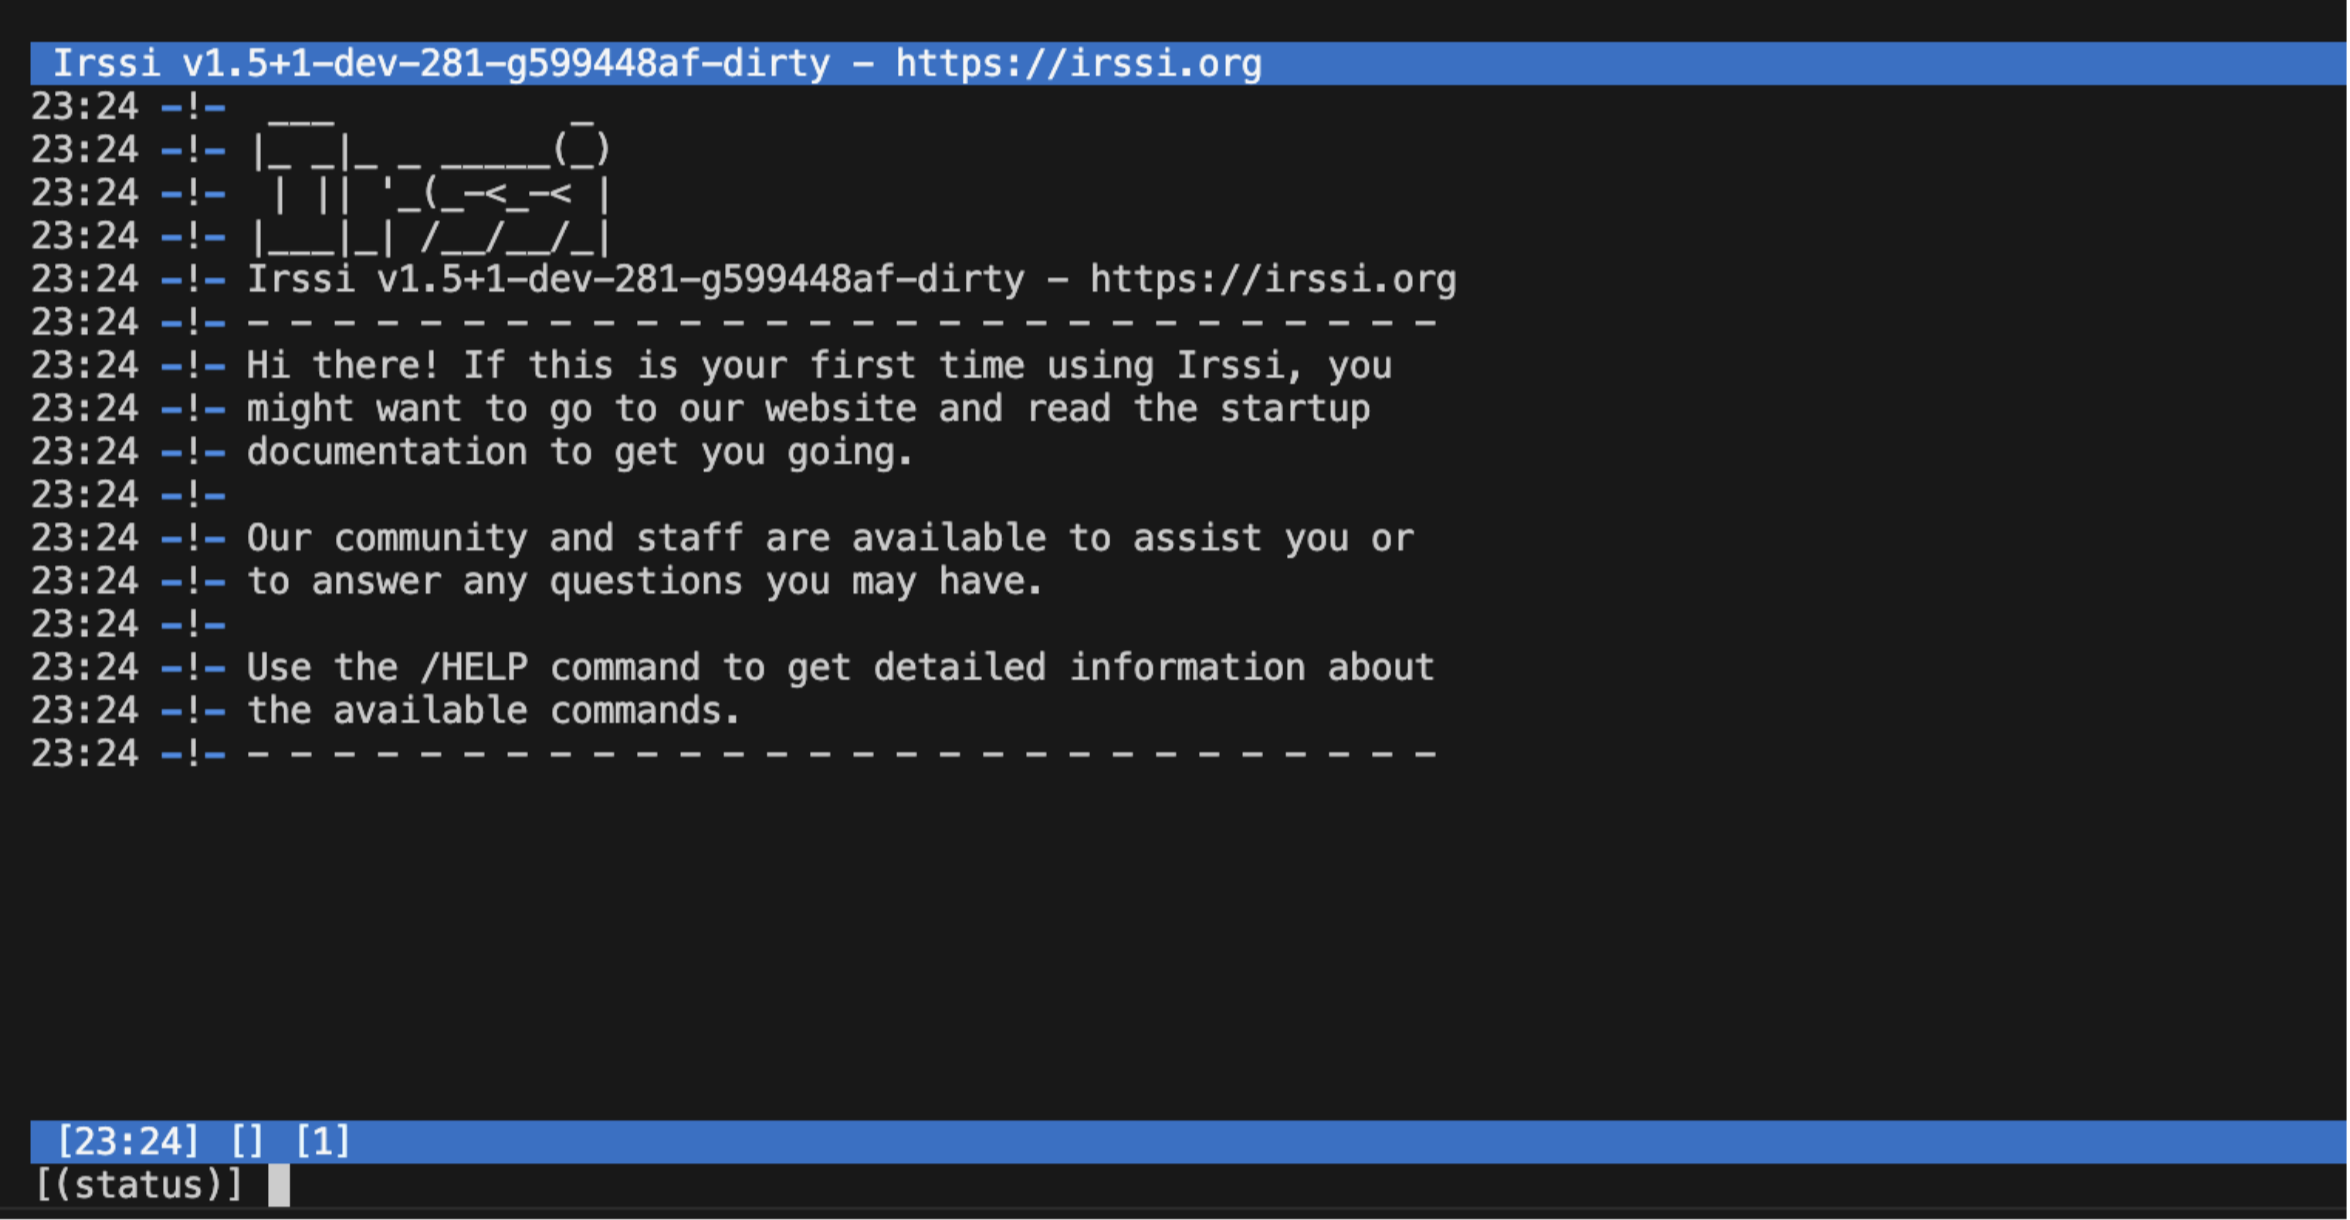 Irssi v1.5+1-dev-281-g599448af-dirty - https://irssi.org
23:24 -!-  ___           _
23:24 -!- |_ _|_ _ _____(_)
23:24 -!-  | || '_(_-<_-< |
23:24 -!- |___|_| /__/__/_|
23:24 -!- Irssi v1.5+1-dev-281-g599448af-dirty - https://irssi.org
23:24 -!- - - - - - - - - - - - - - - - - - - - - - - - - - - - -
23:24 -!- Hi there! If this is your first time using Irssi, you
23:24 -!- might want to go to our website and read the startup
23:24 -!- documentation to get you going.
23:24 -!-
23:24 -!- Our community and staff are available to assist you or
23:24 -!- to answer any questions you may have.
23:24 -!-
23:24 -!- Use the /HELP command to get detailed information about
23:24 -!- the available commands.
23:24 -!- - - - - - - - - - - - - - - - - - - - - - - - - - - - -
[23:24] [] [1]
[(status)]